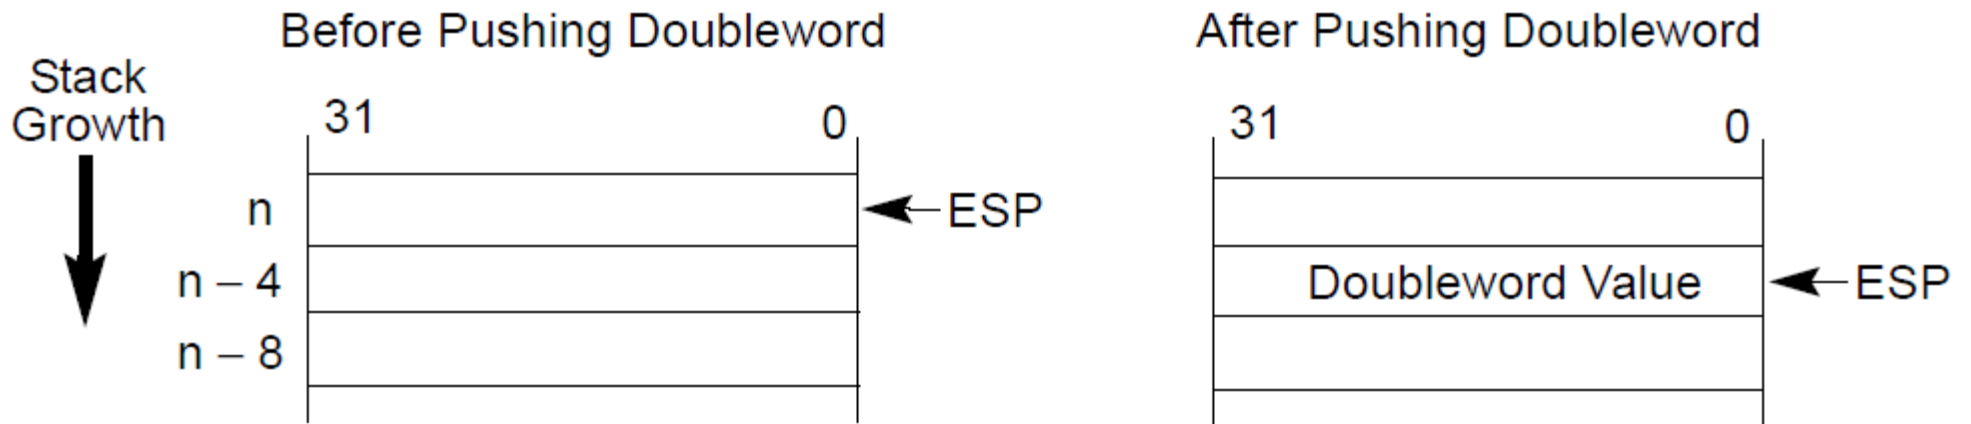 Before Pushing Doubleword
After Pushing Doubleword
Stack
Growth
31
0
31
0
n
ESP
n – 4
Doubleword Value
ESP
n – 8